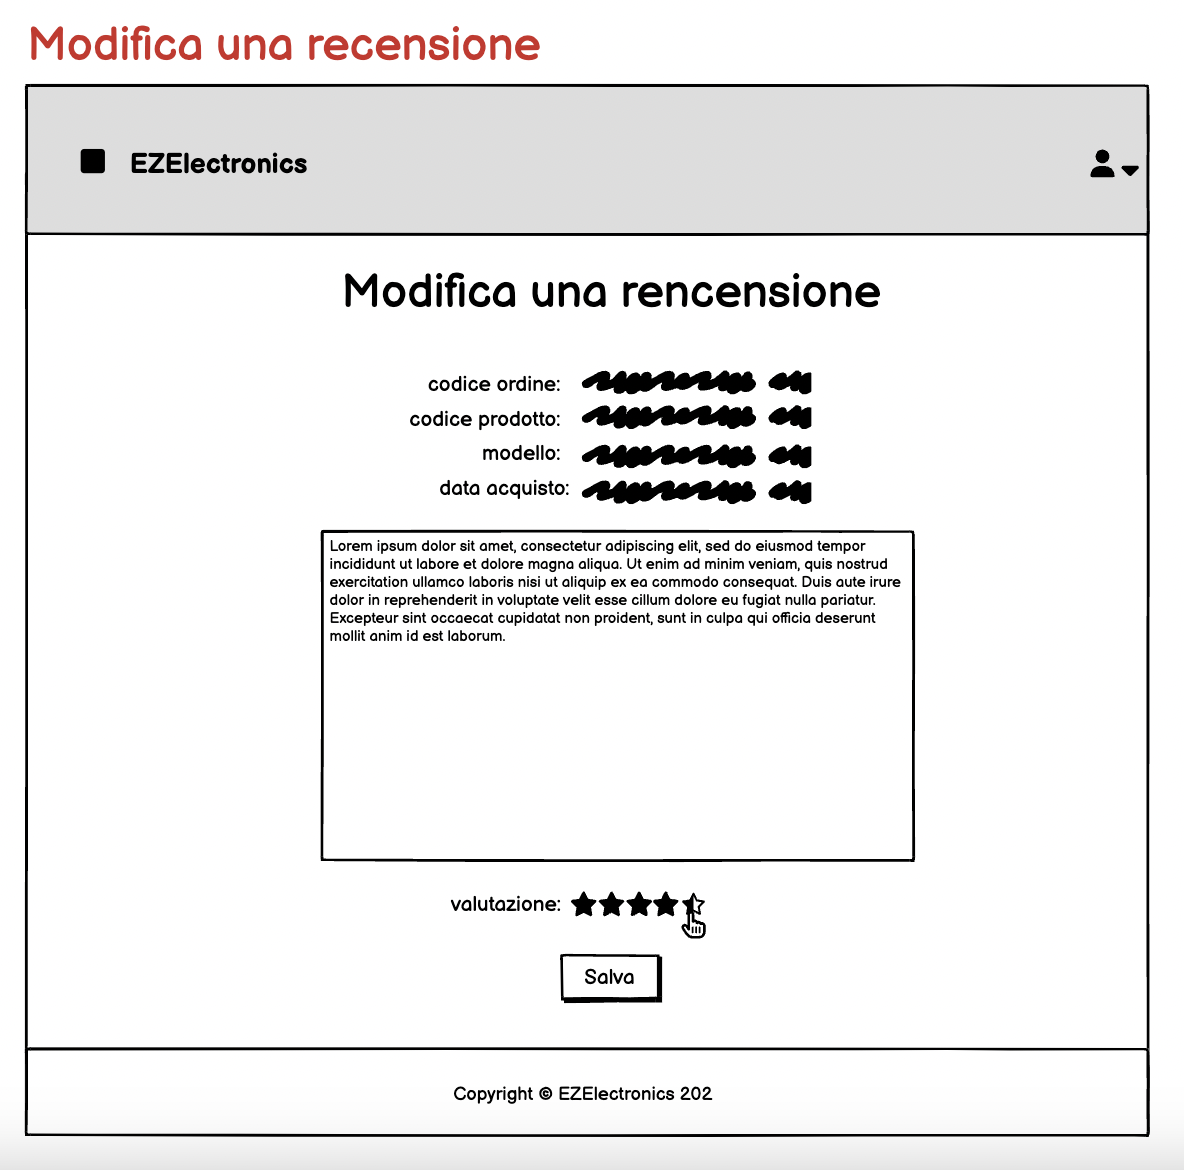 Modifica una recensione
EZElectronics
Modifica una rencensione
codice ordine:
codice prodotto:
modello:
data acquisto:
Lorem ipsum dolor sit amet, consectetur adipiscing elit, sed do eiusmod tempor
incididunt ut labore et dolore magna aliqua. Ut enim ad minim veniam, quis nostrud
exercitation ullamco laboris nisi ut aliquip ex ea commodo consequat. Duis aute irure
dolor in reprehenderit in voluptate velit esse cillum dolore eu fugiat nulla pariatur.
Excepteur sint occaecat cupidatat non proident, sunt in culpa qui officia deserunt
mollit anim id est laborum.
valutazione:
Salva
Copyright © EZElectronics 202